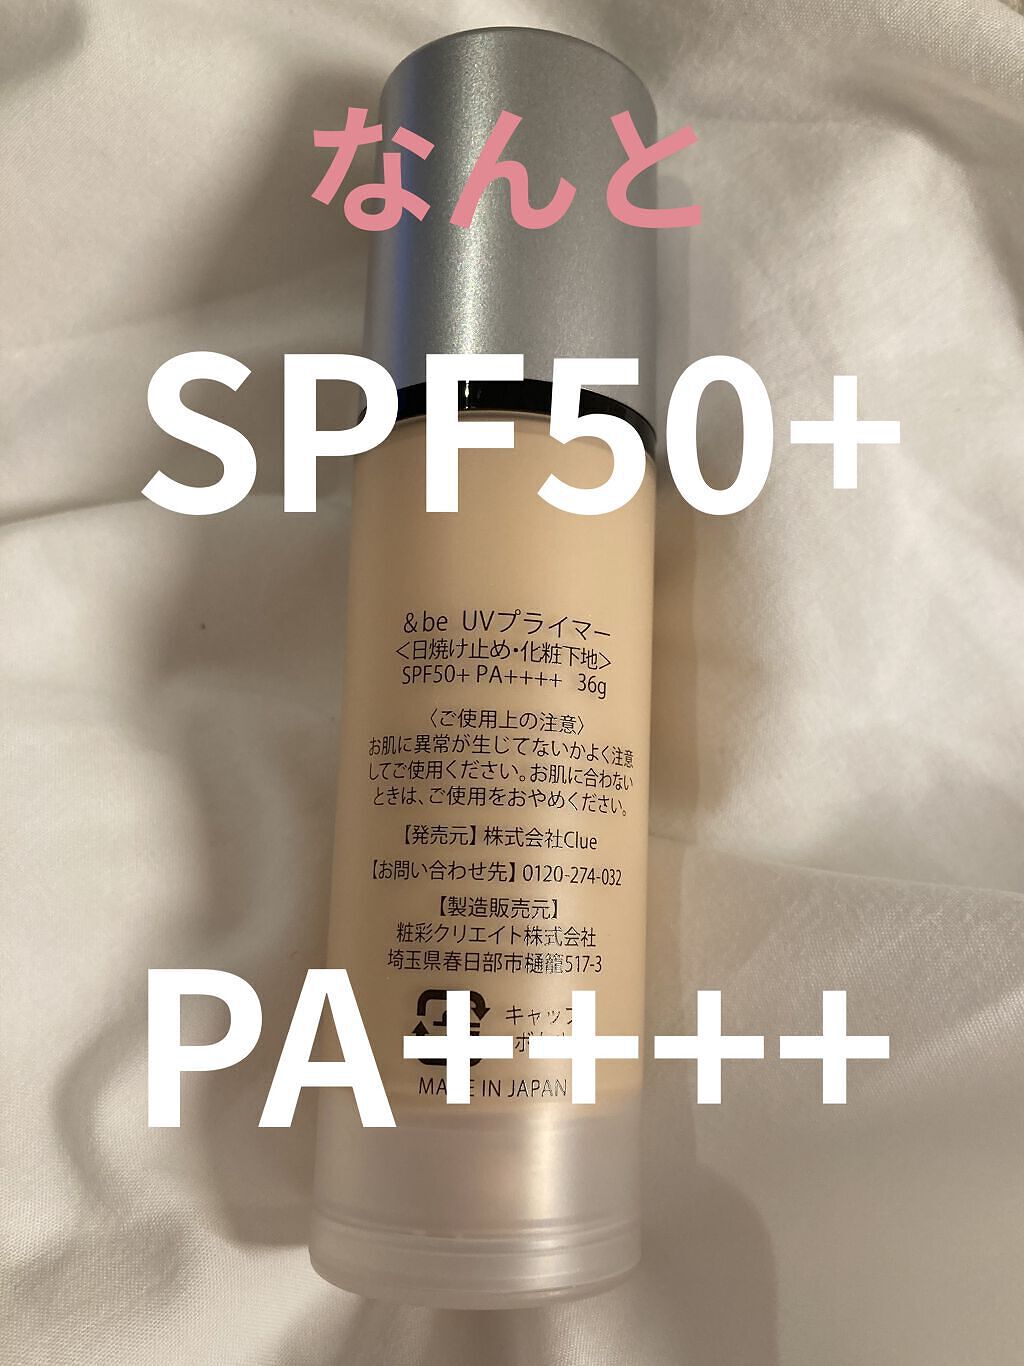 なんと
SPF50+
&be UVプライマー
<日焼け止め・化粧下地>
SPF50+ PA++++ 36g
〈ご使用上の注意〉
お肌に異常が生じてないかよく注意
してご使用ください。お肌に合わない
ときは、ご使用をおやめください。
【発売元】株式会社Clue
【お問い合わせ先】0120-274-032
【製造販売元】
粧彩クリエイト株式会社
埼玉県春日部市樋籠517-3
PA++++
キャップ
MADE IN JAPAN